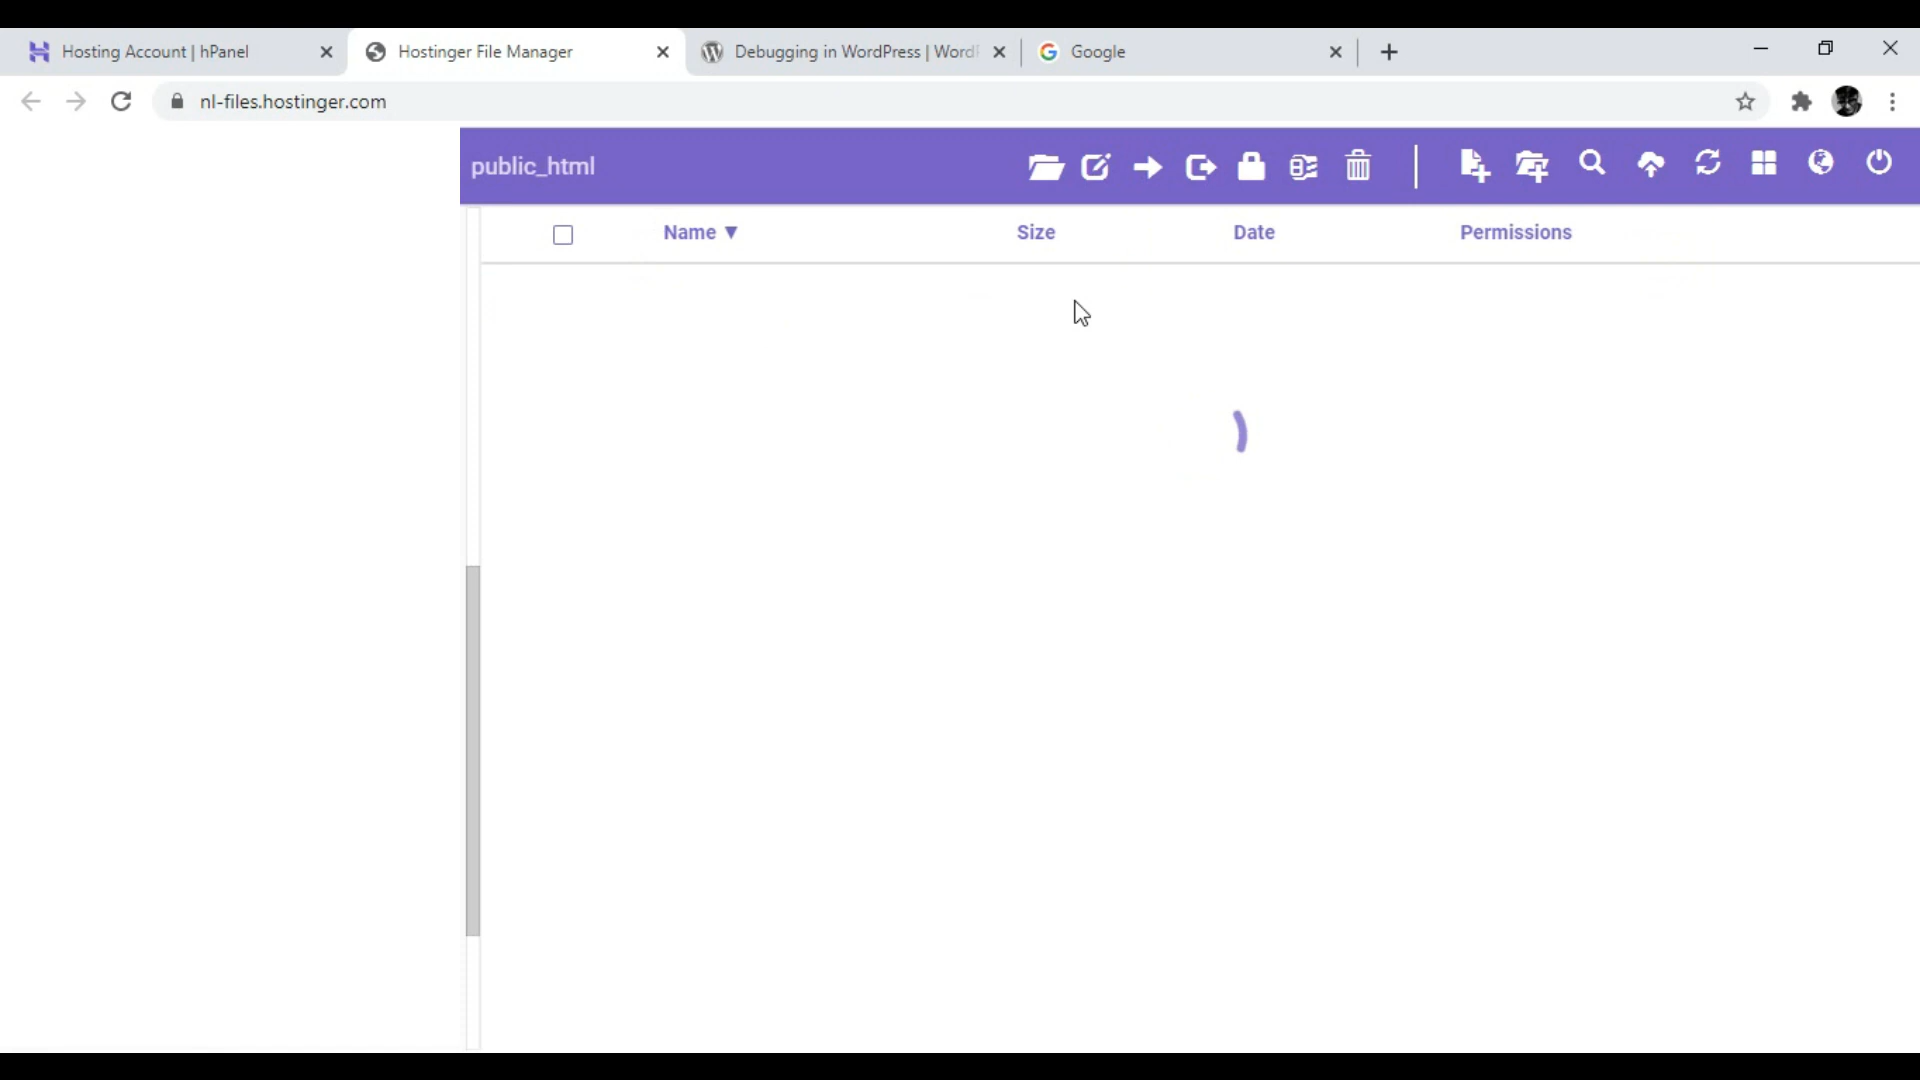 Hosting Account | hPanel
Hostinger File Manager
Debugging in WordPress | Word
Google
nl-files.hostinger.com
public_html
Name ▼
Size
Date
Permissions